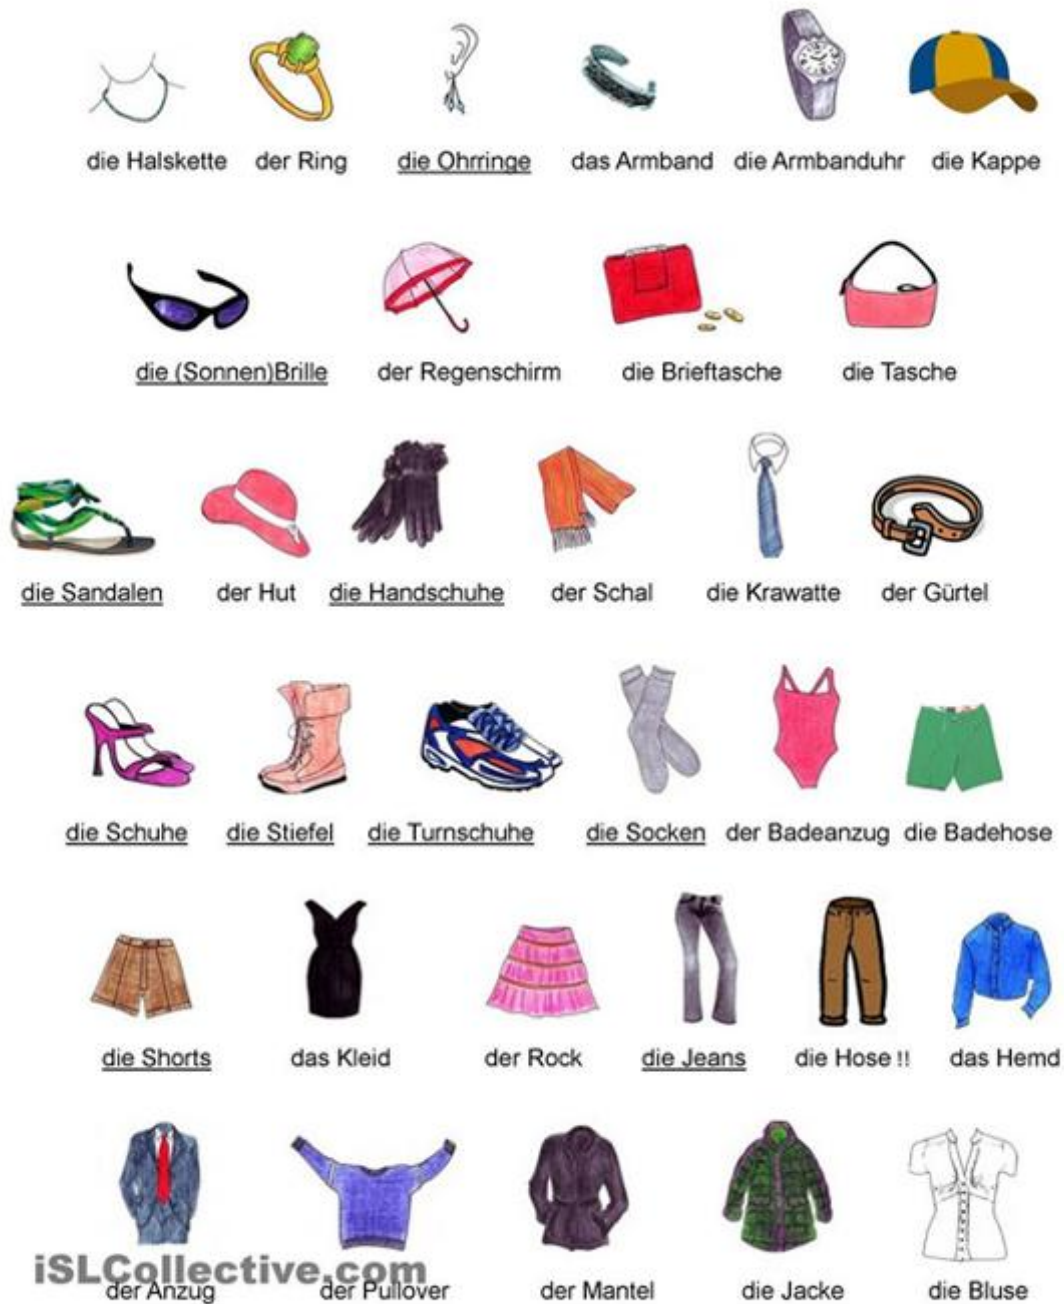 die Halskette der Ring die Ohrringe das Armband die Armbanduhr die Kappe
die (Sonnen)Brille der Regenschirm die Brieftasche die Tasche
die Sandalen der Hut die Handschuhe der Schal die Krawatte der Gürtel
die Schuhe die Stiefel die Turnschuhe die Socken der Badeanzug die Badehose
die Shorts das Kleid der Rock die Jeans die Hose !! das Hemd
iSLCollective.com
der Anzug der Pullover der Mantel die Jacke die Bluse